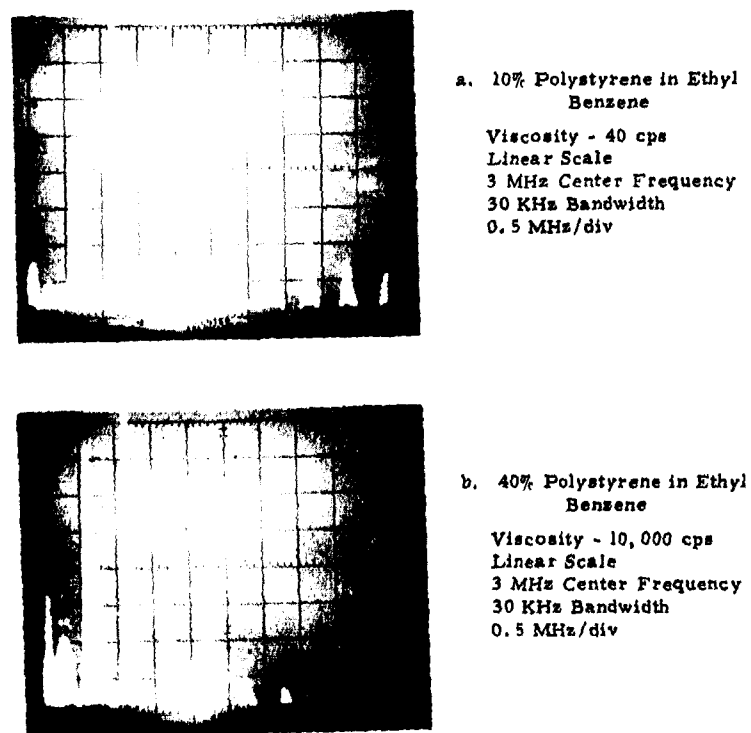 a. 10% Polystyrene in Ethyl
Benzene
Viscosity - 40 cps
Linear Scale
3 MHz Center Frequency
30 KHz Bandwidth
0.5 MHz/div
b. 40% Polystyrene in Ethyl
Benzene
Viscosity - 10,000 cps
Linear Scale
3 MHz Center Frequency
30 KHz Bandwidth
0.5 MHz/div